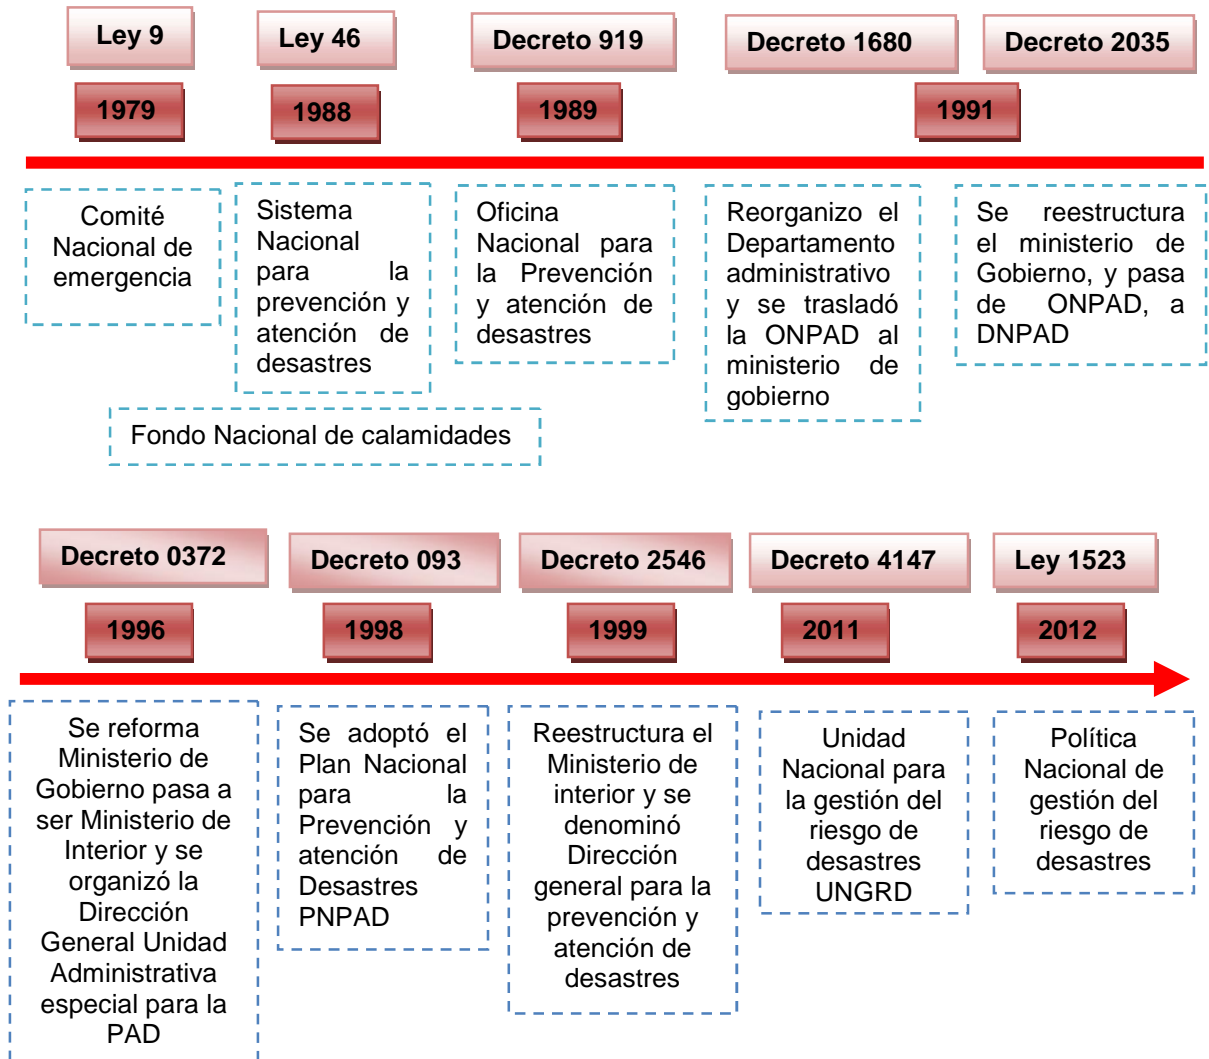 Ley 9
Ley 46
Decreto 919
Decreto 1680
Decreto 2035
1979
1988
1989
1991
Comité
Nacional de
emergencia
Sistema
Nacional
para la
prevención y
atención de
desastres
Oficina
Nacional para
la Prevención
y atención de
desastres
Reorganizo el
Departamento
administrativo
y se trasladó
la ONPAD al
ministerio de
gobierno
Se reestructura
el ministerio de
Gobierno, y pasa
de ONPAD, a
DNPAD
Fondo Nacional de calamidades
Decreto 0372
Decreto 093
Decreto 2546
Decreto 4147
Ley 1523
1996
1998
1999
2011
2012
Se reforma
Ministerio de
Gobierno pasa a
ser Ministerio de
Interior y se
organizó la
Dirección
General Unidad
Administrativa
especial para la
PAD
Se adoptó el
Plan Nacional
para la
Prevención y
atención de
Desastres
PNPAD
Reestructura el
Ministerio de
interior y se
denominó
Dirección
general para la
prevención y
atención de
desastres
Unidad
Nacional para
la gestión del
riesgo de
desastres
UNGRD
Política
Nacional de
gestión del
riesgo de
desastres